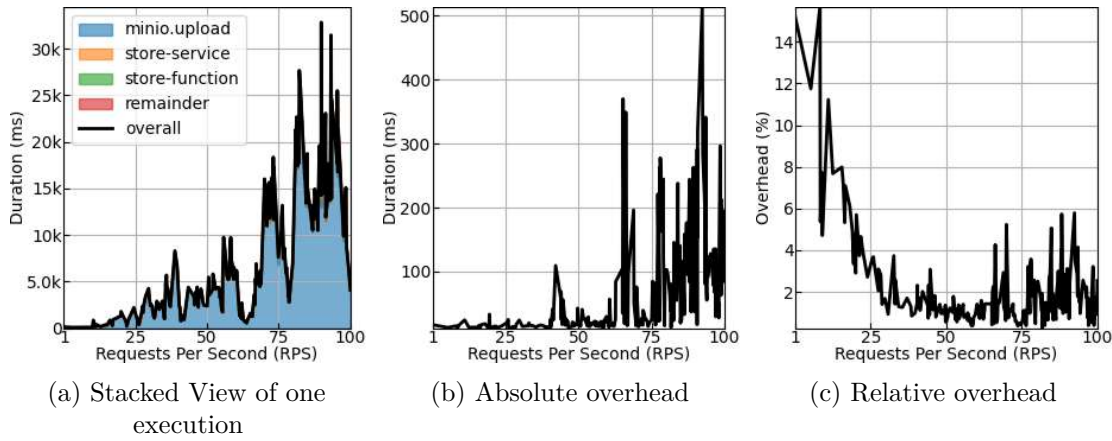 minio.upload
store-service
store-function
remainder
overall
Duration (ms)
30k
25k
20k
15k
10k
5.0k
0
1 25 50 75 100
Requests Per Second (RPS)
(a) Stacked View of one
execution
Duration (ms)
500
400
300
200
100
1 25 50 75 100
Requests Per Second (RPS)
(b) Absolute overhead
Overhead (%)
14
12
10
8
6
4
2
1 25 50 75 100
Requests Per Second (RPS)
(c) Relative overhead